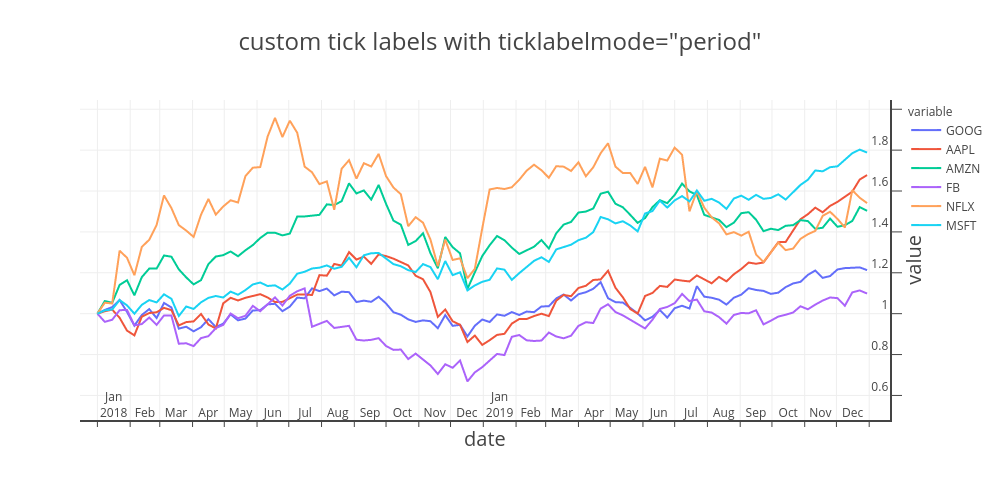 custom tick labels with ticklabelmode="period"
variable
GOOG
AAPL
AMZN
FB
NFLX
MSFT
1.8
1.6
1.4
1.2
1
0.8
0.6
value
Jan Jan
2018 Feb Mar Apr May Jun Jul Aug Sep Oct Nov Dec 2019 Feb Mar Apr May Jun Jul Aug Sep Oct Nov Dec
date